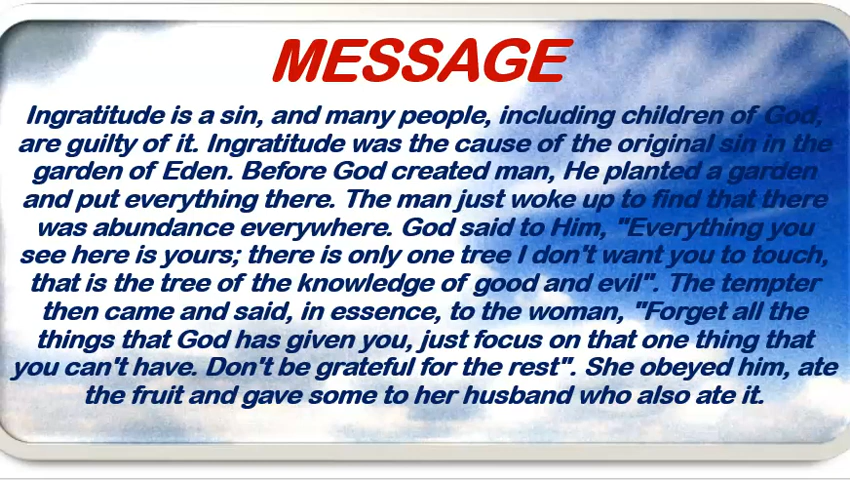 MESSAGE
Ingratitude is a sin, and many people, including children of God,
are guilty of it. Ingratitude was the cause of the original sin in the
garden of Eden. Before God created man, He planted a garden
and put everything there. The man just woke up to find that there
was abundance everywhere. God said to Him, "Everything you
see here is yours; there is only one tree I don't want you to touch,
that is the tree of the knowledge of good and evil". The tempter
then came and said, in essence, to the woman, "Forget all the
things that God has given you, just focus on that one thing that
you can't have. Don't be grateful for the rest". She obeyed him, ate
the fruit and gave some to her husband who also ate it.